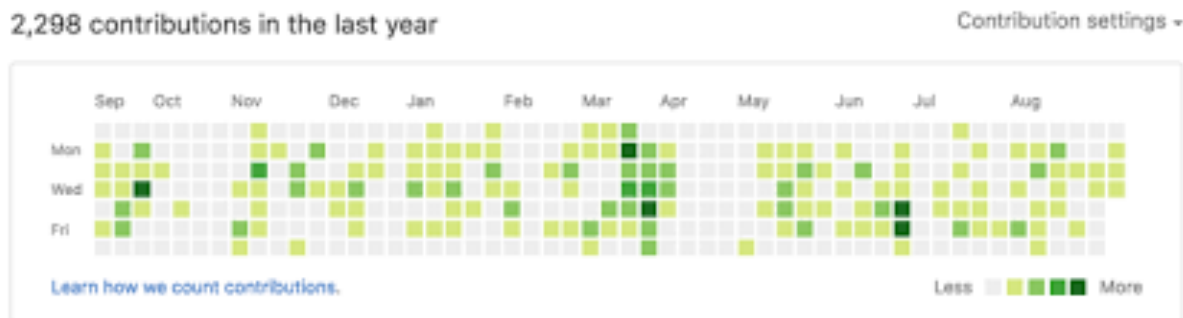 2,298 contributions in the last year
Contribution settings
Sep Oct Nov Dec Jan Feb Mar Apr May Jun Jul Aug
Mon
Wed
Fri
Learn how we count contributions.
Less More